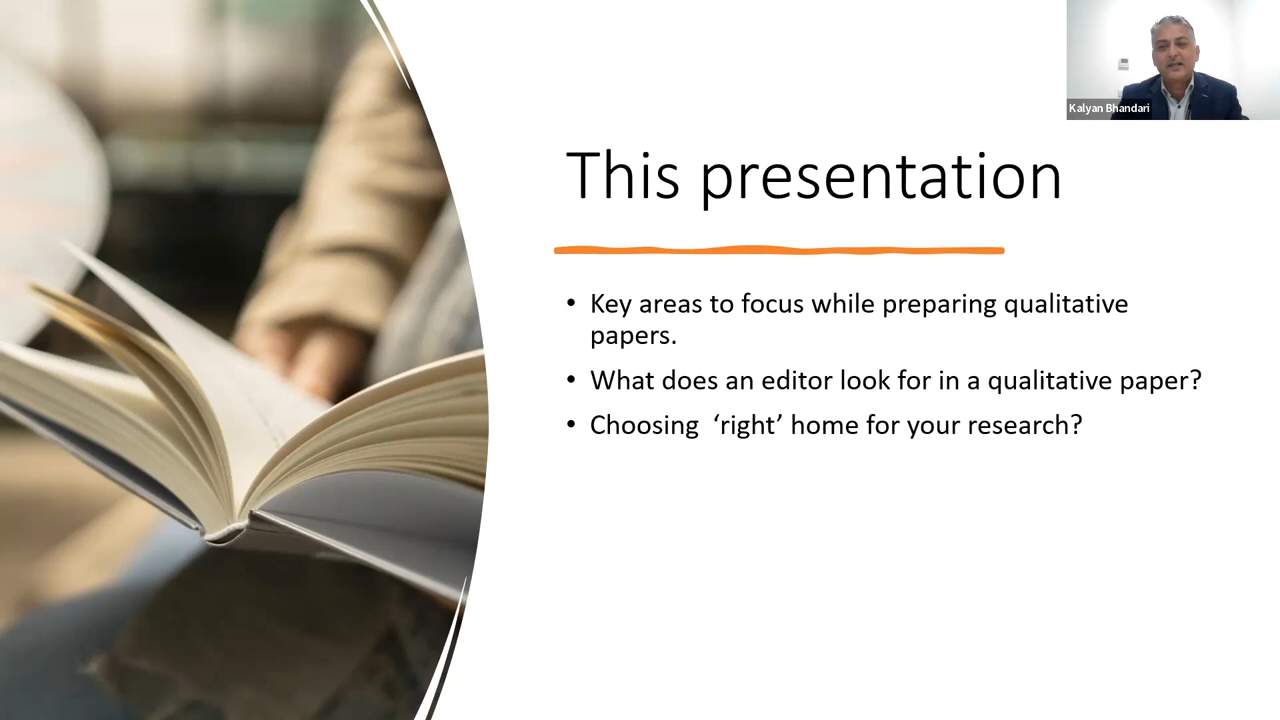 Kalyan Bhandari
This presentation
• Key areas to focus while preparing qualitative
papers.
• What does an editor look for in a qualitative paper?
• Choosing  ‘right’ home for your research?